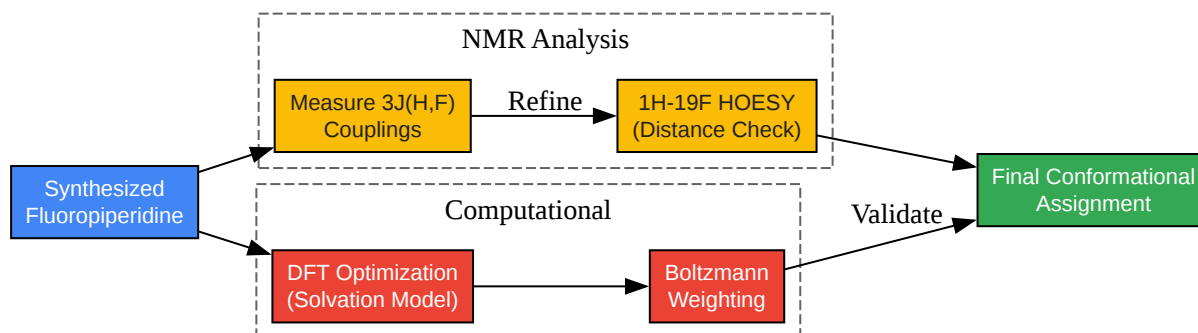 NMR Analysis
Measure 3J(H,F)
Couplings
Refine
1H-19F HOESY
(Distance Check)
Synthesized
Fluoropiperidine
Final Conformational
Assignment
Computational
Validate
DFT Optimization
(Solvation Model)
Boltzmann
Weighting